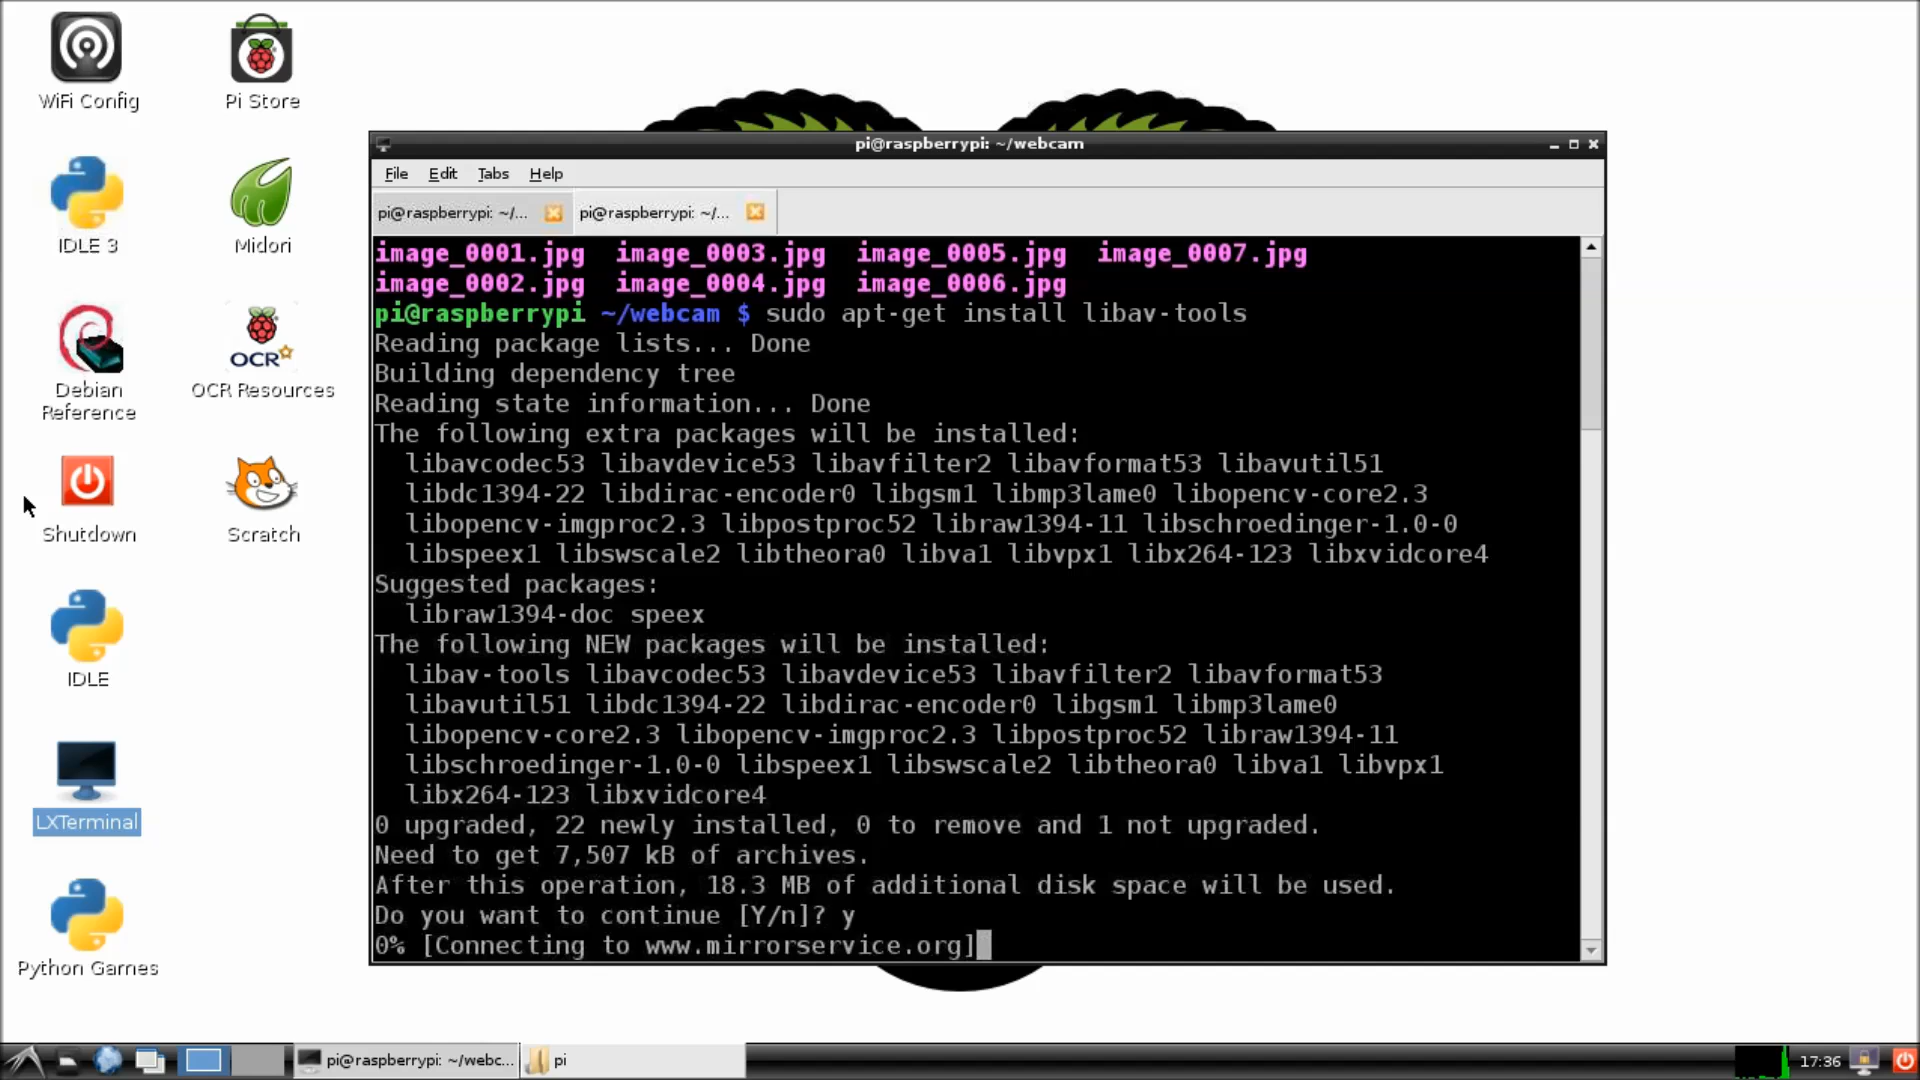 WiFi Config
Pi Store
IDLE 3
Midori
Debian
Reference
OCR
OCR Resources
Shutdown
Scratch
IDLE
LXTerminal
Python Games
pi@raspberrypi: ~/webcam
File Edit Tabs Help
pi@raspberrypi: ~/... pi@raspberrypi: ~/...
image_0001.jpg image_0003.jpg image_0005.jpg image_0007.jpg
image_0002.jpg image_0004.jpg image_0006.jpg
pi@raspberrypi ~/webcam $ sudo apt-get install libav-tools
Reading package lists... Done
Building dependency tree
Reading state information... Done
The following extra packages will be installed:
libavcodec53 libavdevice53 libavfilter2 libavformat53 libavutil51
libdc1394-22 libdirac-encoder0 libgsm1 libmp3lame0 libopencv-core2.3
libopencv-imgproc2.3 libpostproc52 libraw1394-11 libschroedinger-1.0-0
libspeex1 libswscale2 libtheora0 libva1 libvpx1 libx264-123 libxvidcore4
Suggested packages:
libraw1394-doc speex
The following NEW packages will be installed:
libav-tools libavcodec53 libavdevice53 libavfilter2 libavformat53
libavutil51 libdc1394-22 libdirac-encoder0 libgsm1 libmp3lame0
libopencv-core2.3 libopencv-imgproc2.3 libpostproc52 libraw1394-11
libschroedinger-1.0-0 libspeex1 libswscale2 libtheora0 libva1 libvpx1
libx264-123 libxvidcore4
0 upgraded, 22 newly installed, 0 to remove and 1 not upgraded.
Need to get 7,507 kB of archives.
After this operation, 18.3 MB of additional disk space will be used.
Do you want to continue [Y/n]? y
0% [Connecting to www.mirrorservice.org]
pi@raspberrypi: ~/webc... pi 17:36